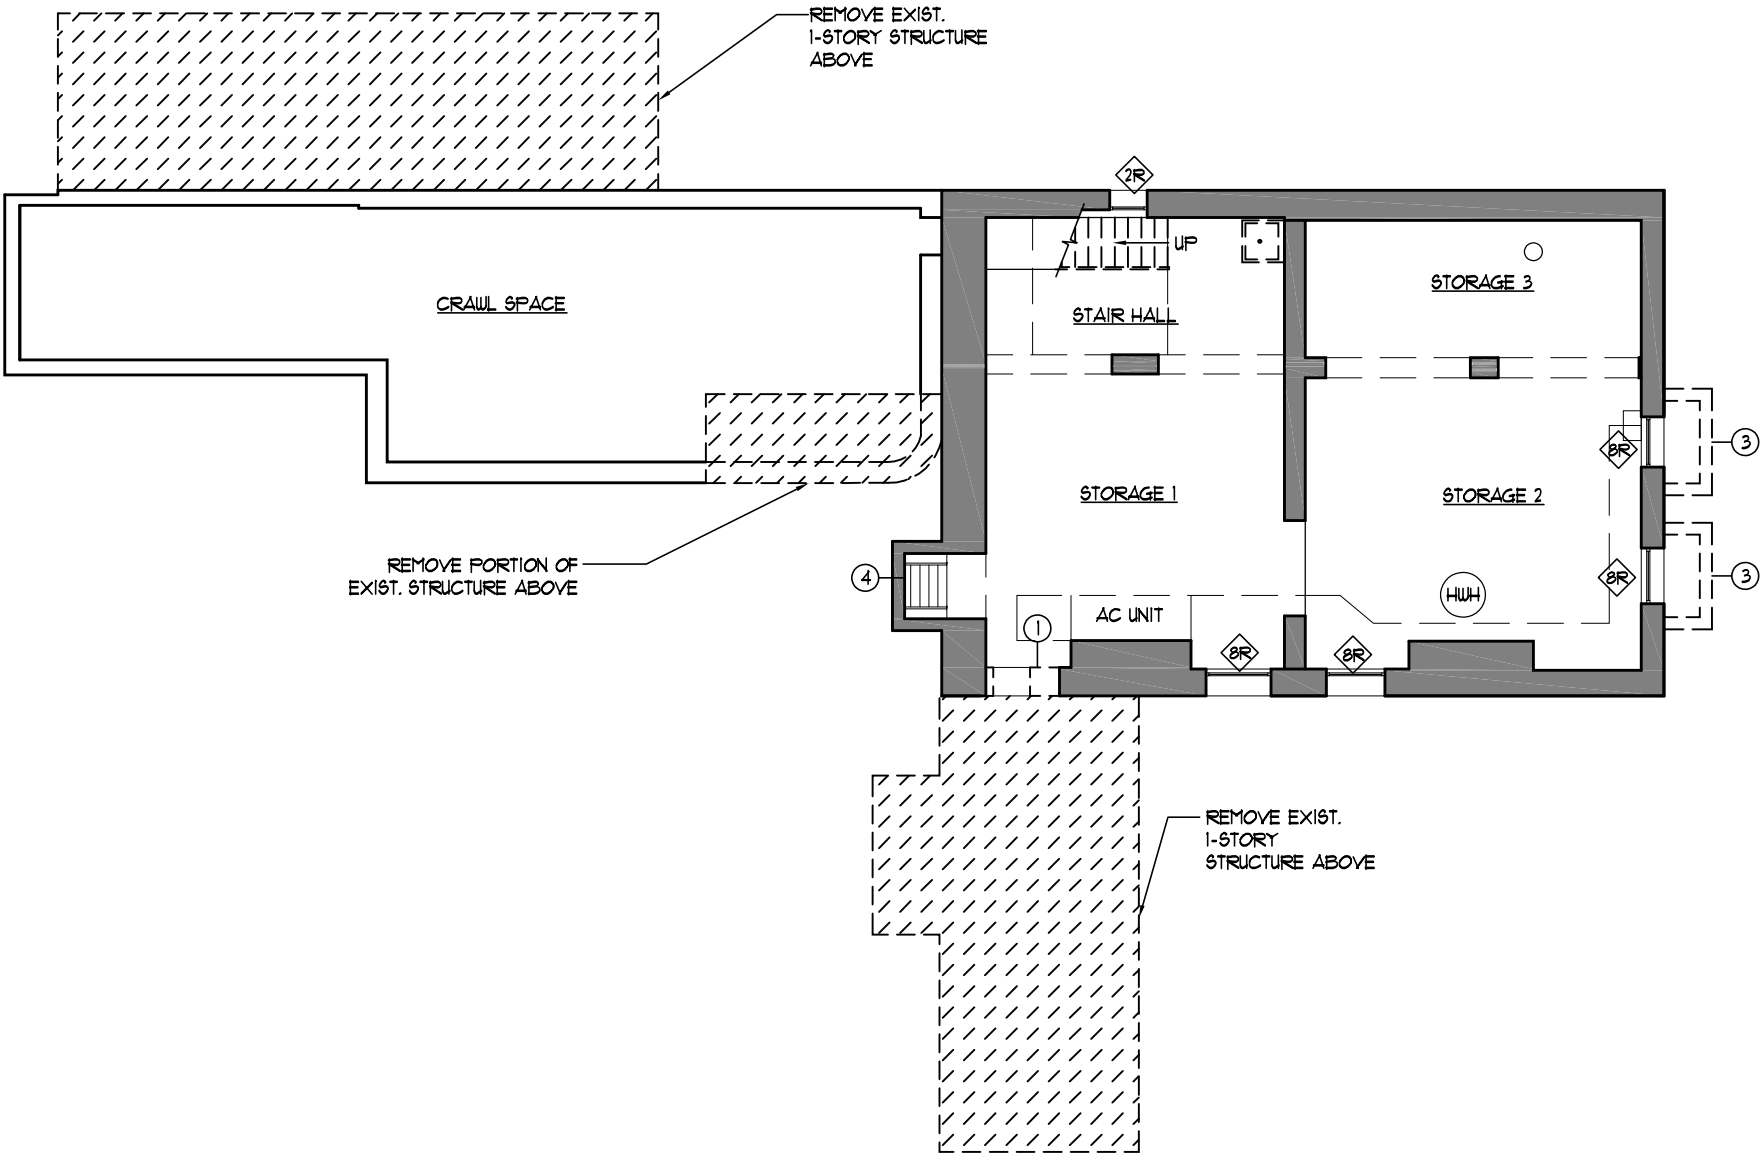 REMOVE EXIST.
1-STORY STRUCTURE
ABOVE
2R
UP
CRAWL SPACE
STORAGE 3
STAIR HALL
3
8R
STORAGE 1
STORAGE 2
REMOVE PORTION OF
EXIST. STRUCTURE ABOVE
4
8R
3
HWH
AC UNIT
1
8R
8R
REMOVE EXIST.
1-STORY
STRUCTURE ABOVE